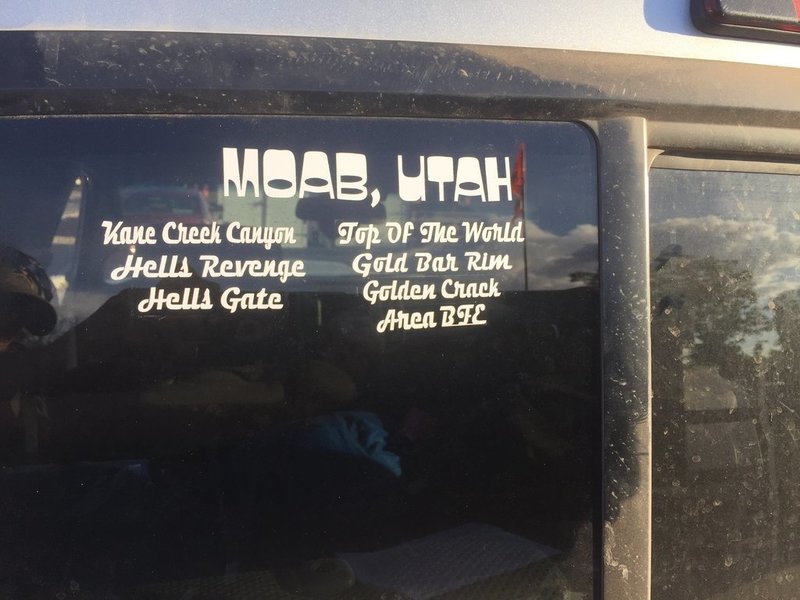 MOAB, UTAH
Kane Creek Canyon
Hells Revenge
Hells Gate
Top Of The World
Gold Bar Rim
Golden Crack
Area BFE